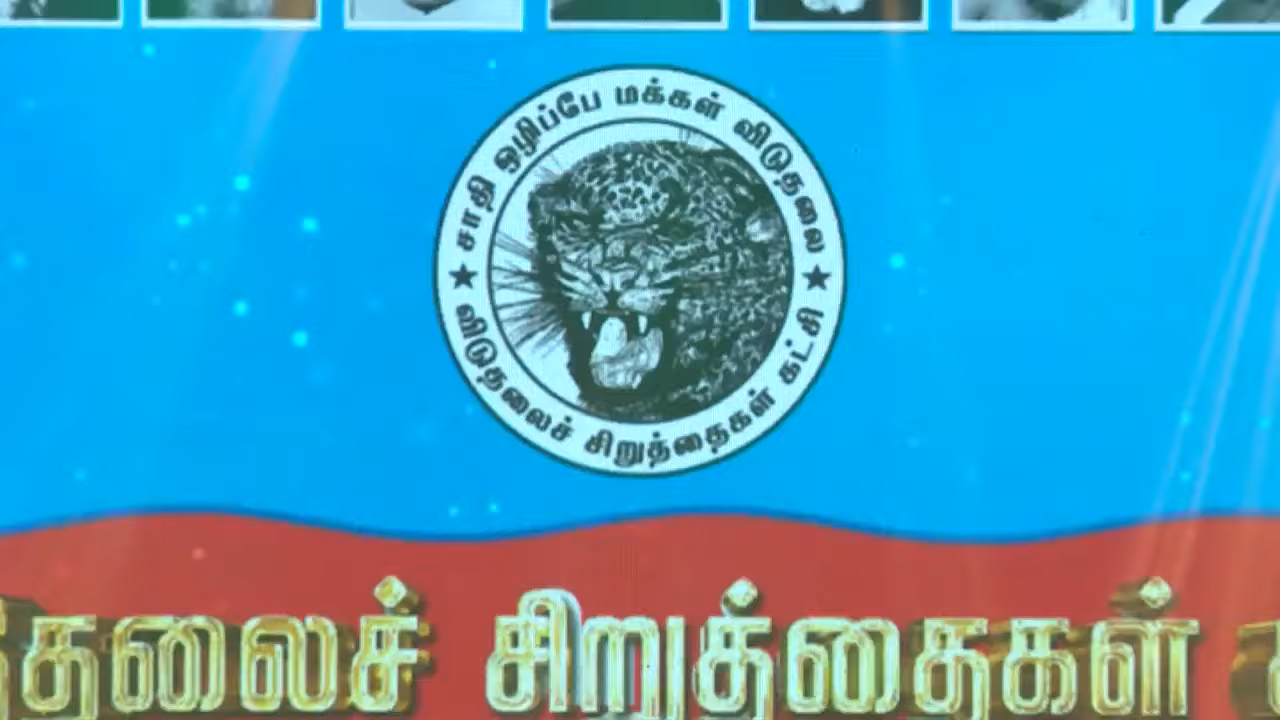 சாதி ஒழிப்பே மக்கள் விடுதலை
விடுதலைச் சிறுத்தைகள் கட்சி
சிறுத்தைகள்